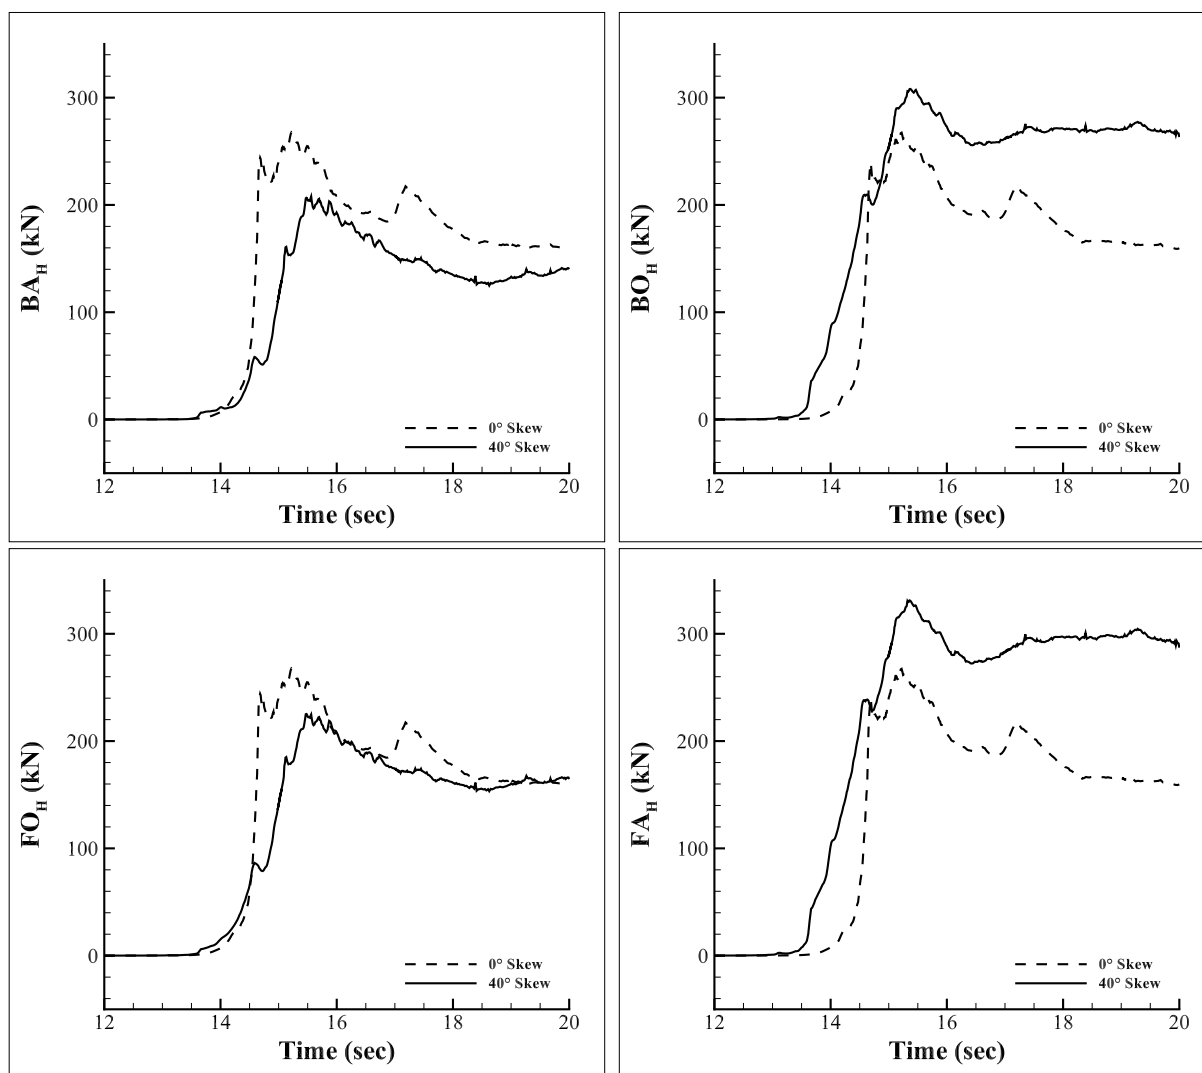 BA_H (kN)
300
200
100
0
0° Skew
40° Skew
12 14 16 18 20
Time (sec)
BO_H (kN)
300
200
100
0
0° Skew
40° Skew
12 14 16 18 20
Time (sec)
FO_H (kN)
300
200
100
0
0° Skew
40° Skew
12 14 16 18 20
Time (sec)
FA_H (kN)
300
200
100
0
0° Skew
40° Skew
12 14 16 18 20
Time (sec)